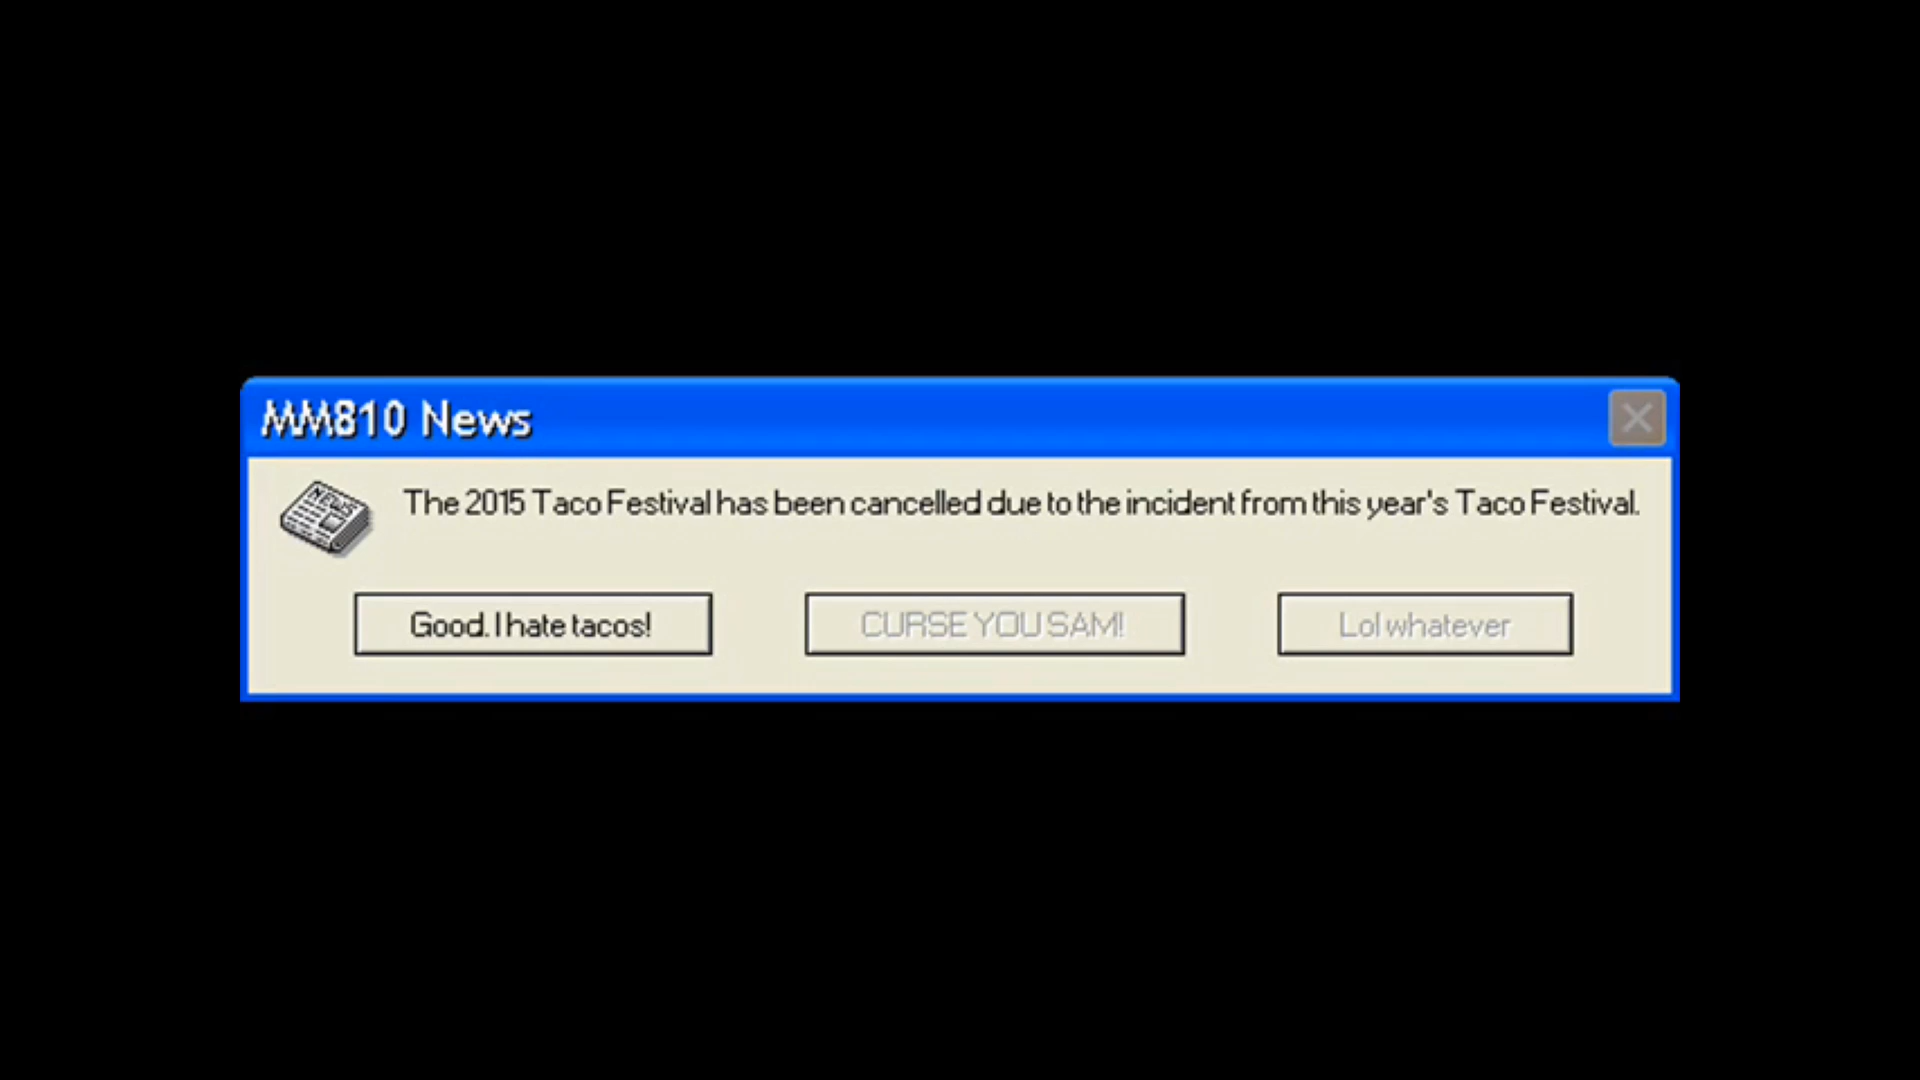 MM810 News
NEWS
The 2015 Taco Festival has been cancelled due to the incident from this year's Taco Festival.
Good. I hate tacos!
CURSE YOU SAM!
Lol whatever